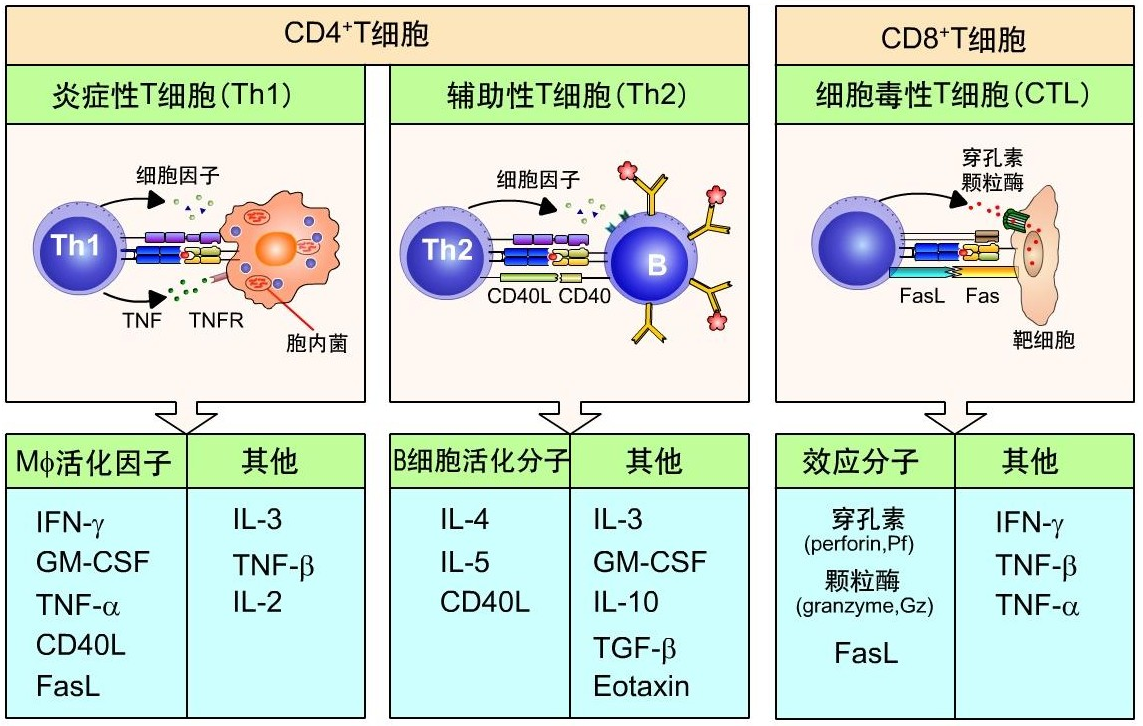 CD4⁺T细胞
炎症性T细胞(Th1)
细胞因子
Th1
TNF
TNFR
胞内菌
Mφ活化因子
其他
IFN-γ
GM-CSF
TNF-α
CD40L
FasL
IL-3
TNF-β
IL-2
辅助性T细胞(Th2)
细胞因子
Th2
B
CD40L
CD40
B细胞活化分子
其他
IL-4
IL-5
CD40L
IL-3
GM-CSF
IL-10
TGF-β
Eotaxin
CD8⁺T细胞
细胞毒性T细胞(CTL)
穿孔素
颗粒酶
FasL
Fas
靶细胞
效应分子
其他
穿孔素
(perforin,Pf)
颗粒酶
(granzyme,Gz)
FasL
IFN-γ
TNF-β
TNF-α